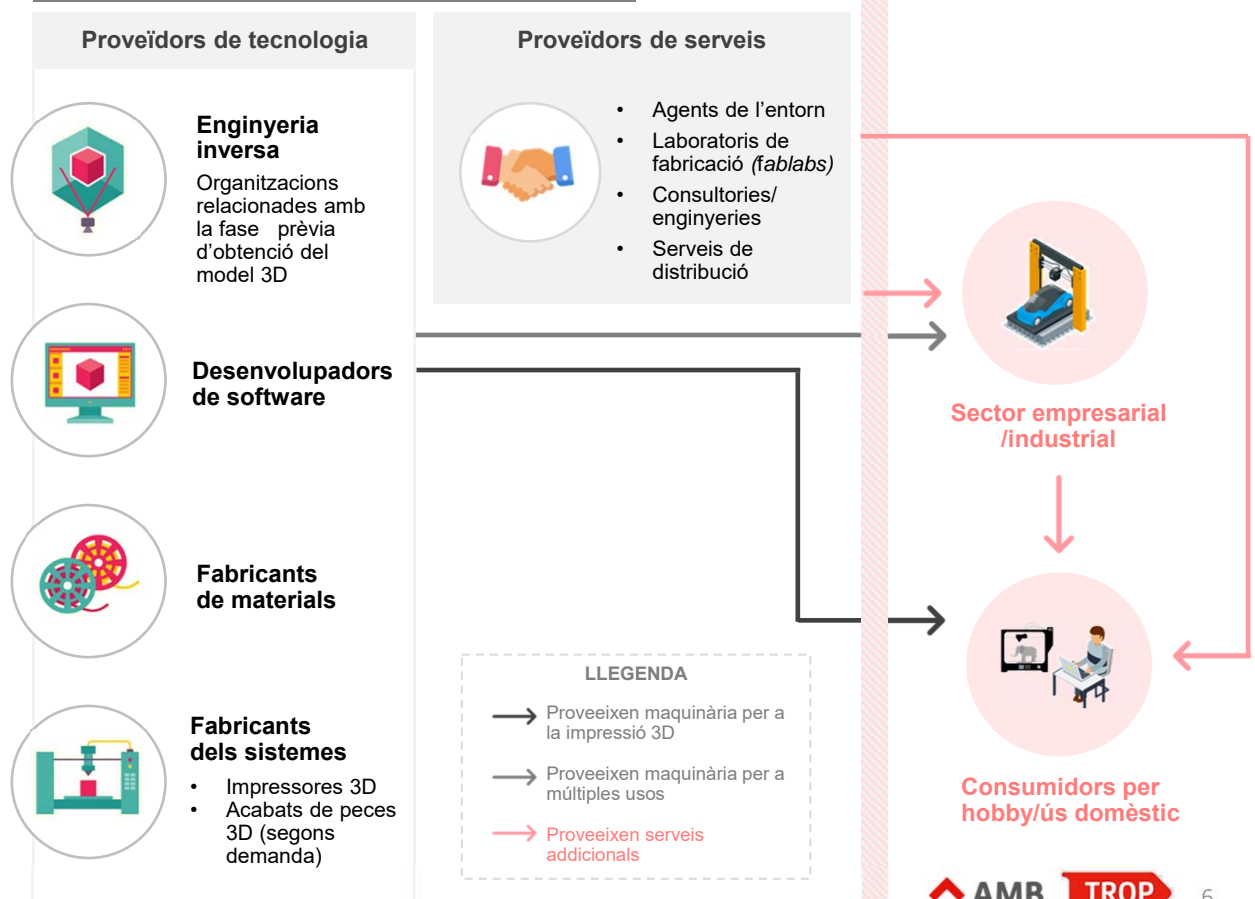 Proveïdors de tecnologia
Enginyeria
inversa
Organitzacions
relacionades amb
la fase prèvia
d'obtenció del
model 3D
Desenvolupadors
de software
Fabricants
de materials
Fabricants
dels sistemes
• Impressores 3D
• Acabats de peces
3D (segons
demanda)
Proveïdors de serveis
• Agents de l'entorn
• Laboratoris de
fabricació (fablabs)
• Consultories/
enginyeries
• Serveis de
distribució
LLEGENDA
Proveeixen maquinària per a
la impressió 3D
Proveeixen maquinària per a
múltiples usos
Proveeixen serveis
addicionals
Sector empresarial
/industrial
Consumidors per
hobby/ús domèstic
AMB
TROP
6